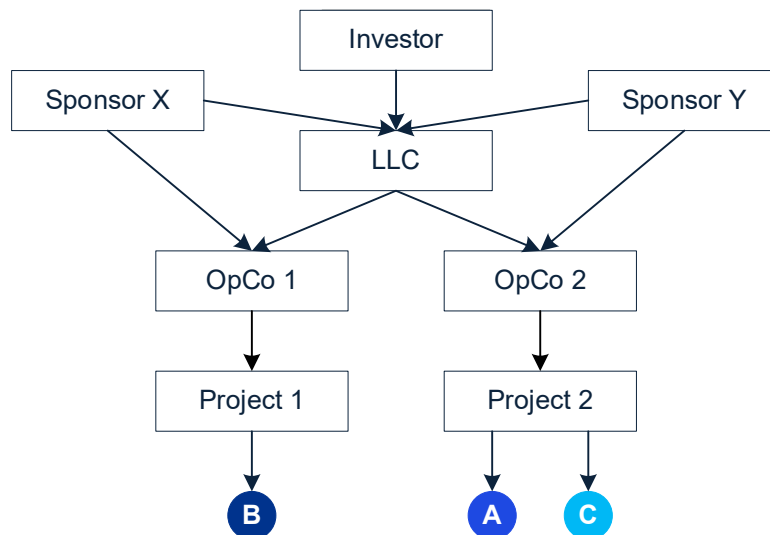 Investor
Sponsor X
Sponsor Y
LLC
OpCo 1
OpCo 2
Project 1
Project 2
B
A
C